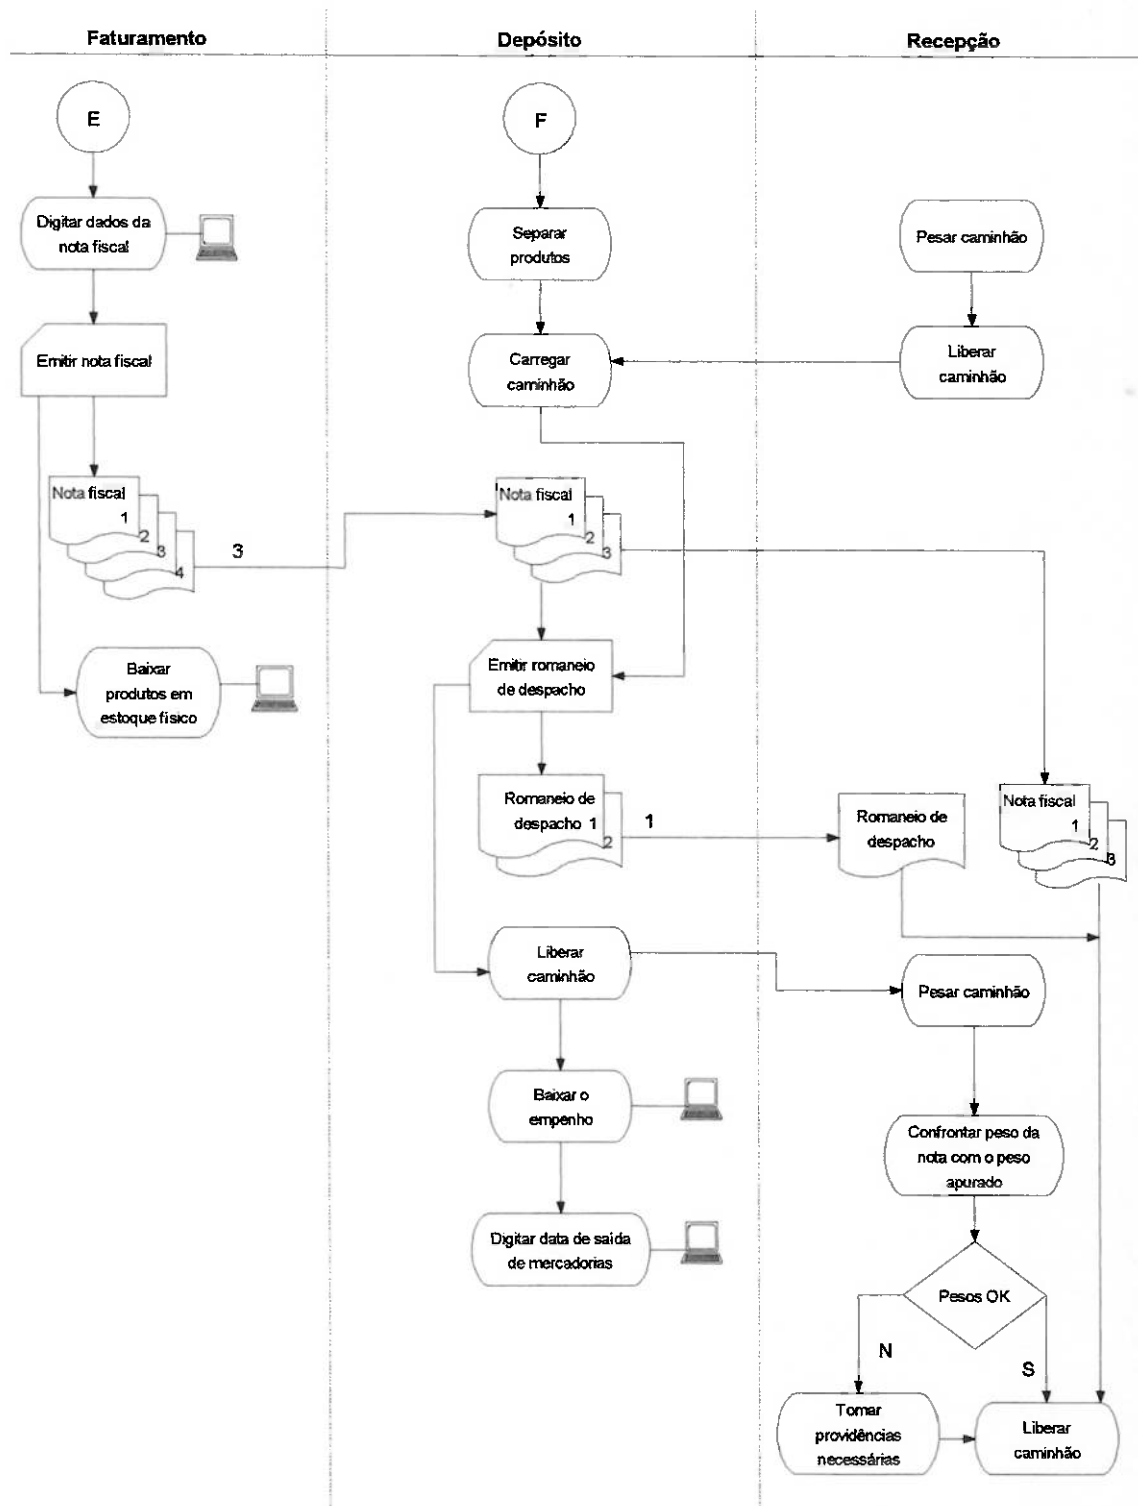 Faturamento
Depósito
Recepção
E
F
Digitar dados da
nota fiscal
Separar
produtos
Pesar caminhão
Emitir nota fiscal
Carregar
caminhão
Liberar
caminhão
Nota fiscal
1
2
3
4
3
Nota fiscal
1
2
3
Baixar
produtos em
estoque físico
Emitir romaneio
de despacho
Romaneio de
despacho 1
2
1
Romaneio de
despacho
Nota fiscal
1
2
3
Liberar
caminhão
Pesar caminhão
Baixar o
empenho
Confrontar peso da
nota com o peso
apurado
Digitar data de saída
de mercadorias
Pesos OK
N
S
Tomar
providências
necessárias
Liberar
caminhão